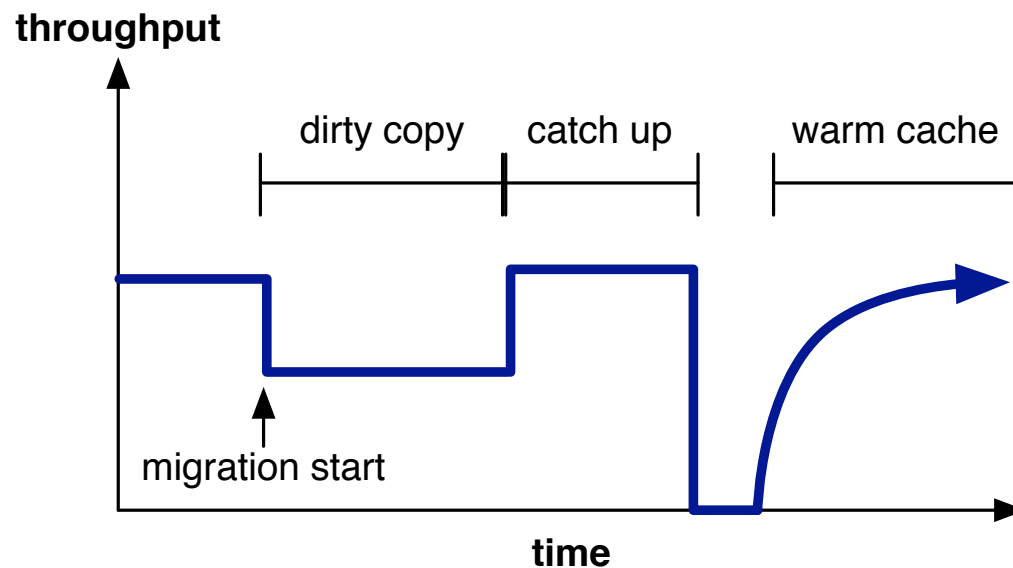 throughput
dirty copy
catch up
warm cache
migration start
time